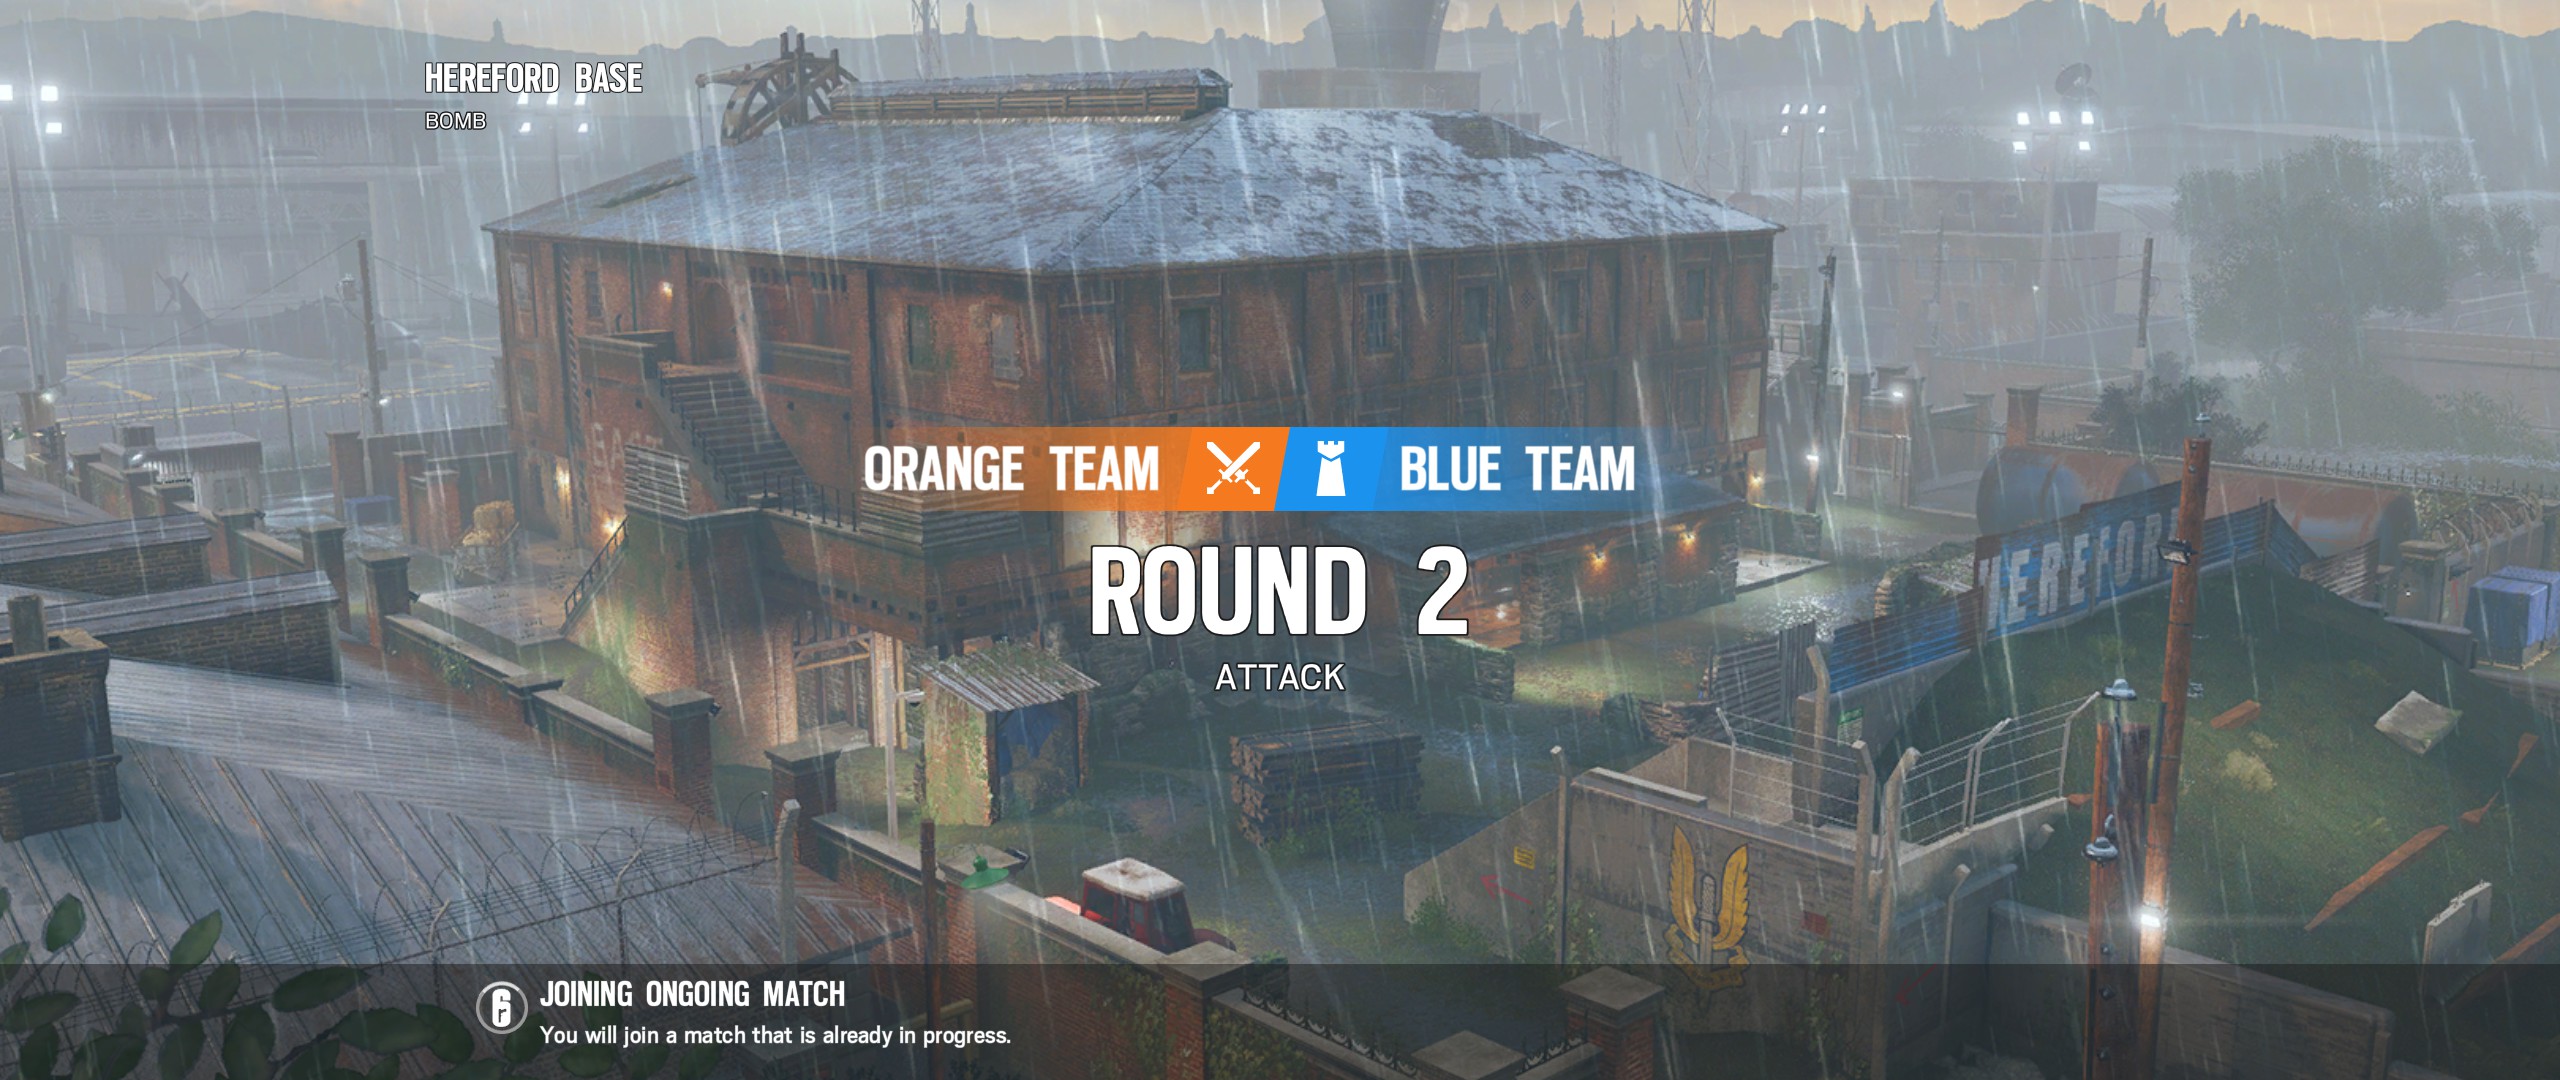 HEREFORD BASE
BOMB
ORANGE TEAM
BLUE TEAM
ROUND 2
ATTACK
HEREFORD
JOINING ONGOING MATCH
You will join a match that is already in progress.